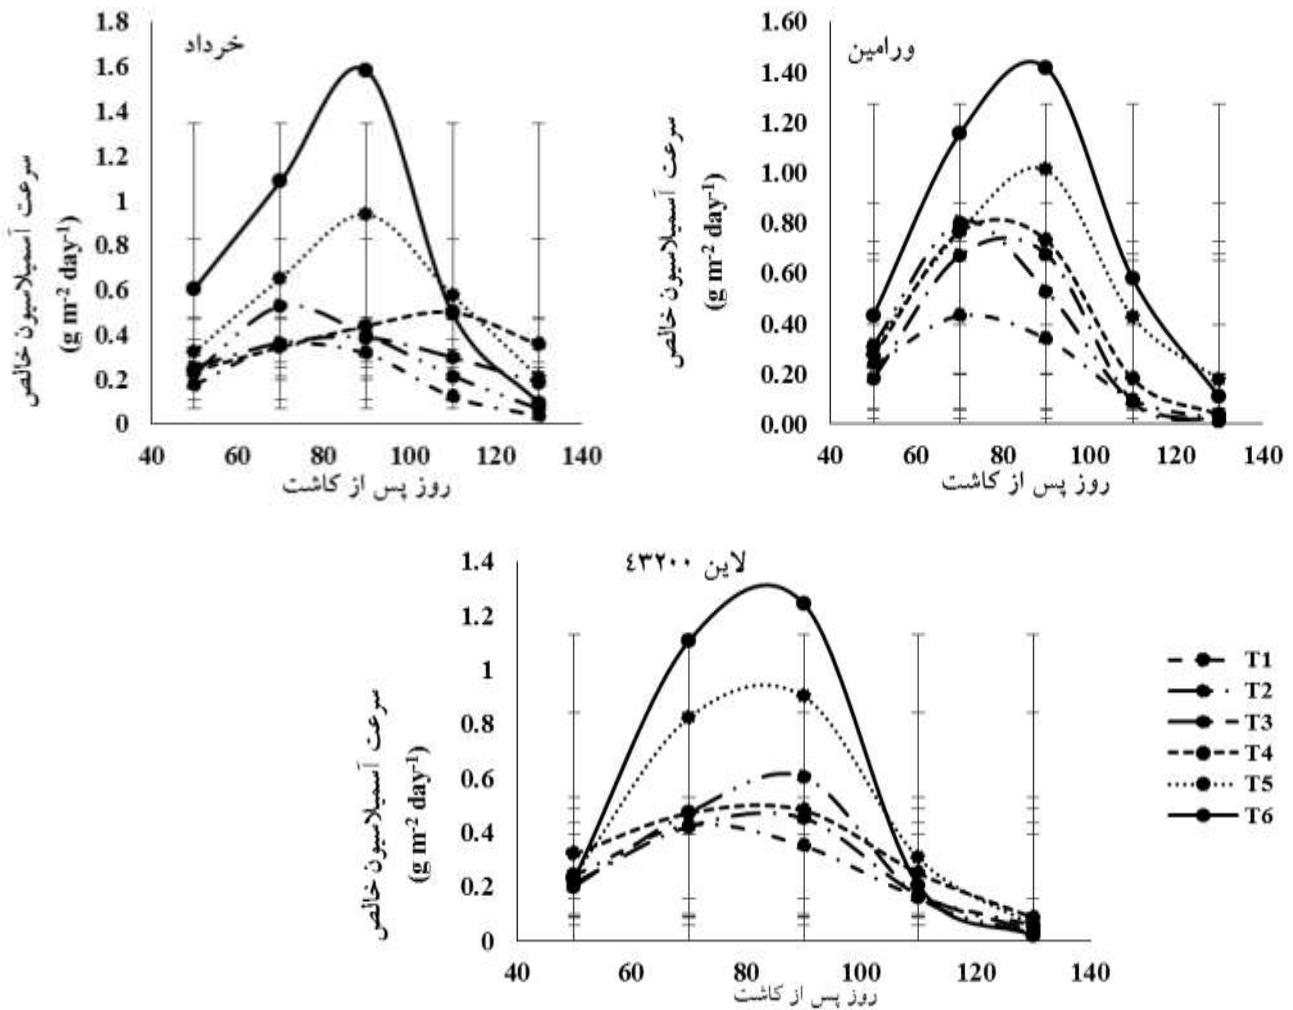 خرداد
سرعت آسمیلاسیون خالص
(g m-2 day-1)
1.8
1.6
1.4
1.2
1
0.8
0.6
0.4
0.2
0
40 60 80 100 120 140
روز پس از کاشت
ورامین
سرعت آسمیلاسیون خالص
(g m-2 day-1)
1.60
1.40
1.20
1.00
0.80
0.60
0.40
0.20
0.00
40 60 80 100 120 140
روز پس از کاشت
لاین ٤٣٢٠٠
سرعت آسمیلاسیون خالص
(g m-2 day-1)
1.4
1.2
1
0.8
0.6
0.4
0.2
0
40 60 80 100 120 140
روز پس از کاشت
T1
T2
T3
T4
T5
T6